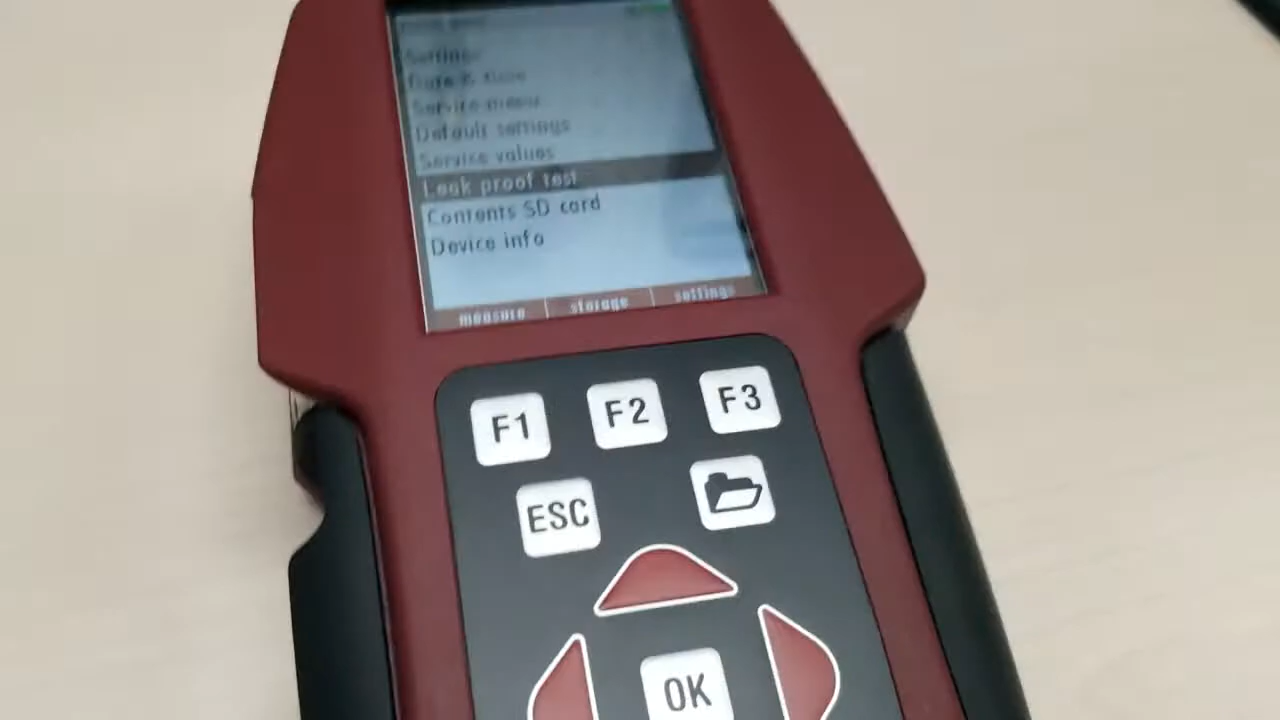 Settings
Date & time
Service menu
Default settings
Service values
Leak proof test
Contents SD card
Device info
measure storage settings
F1 F2 F3
ESC
OK